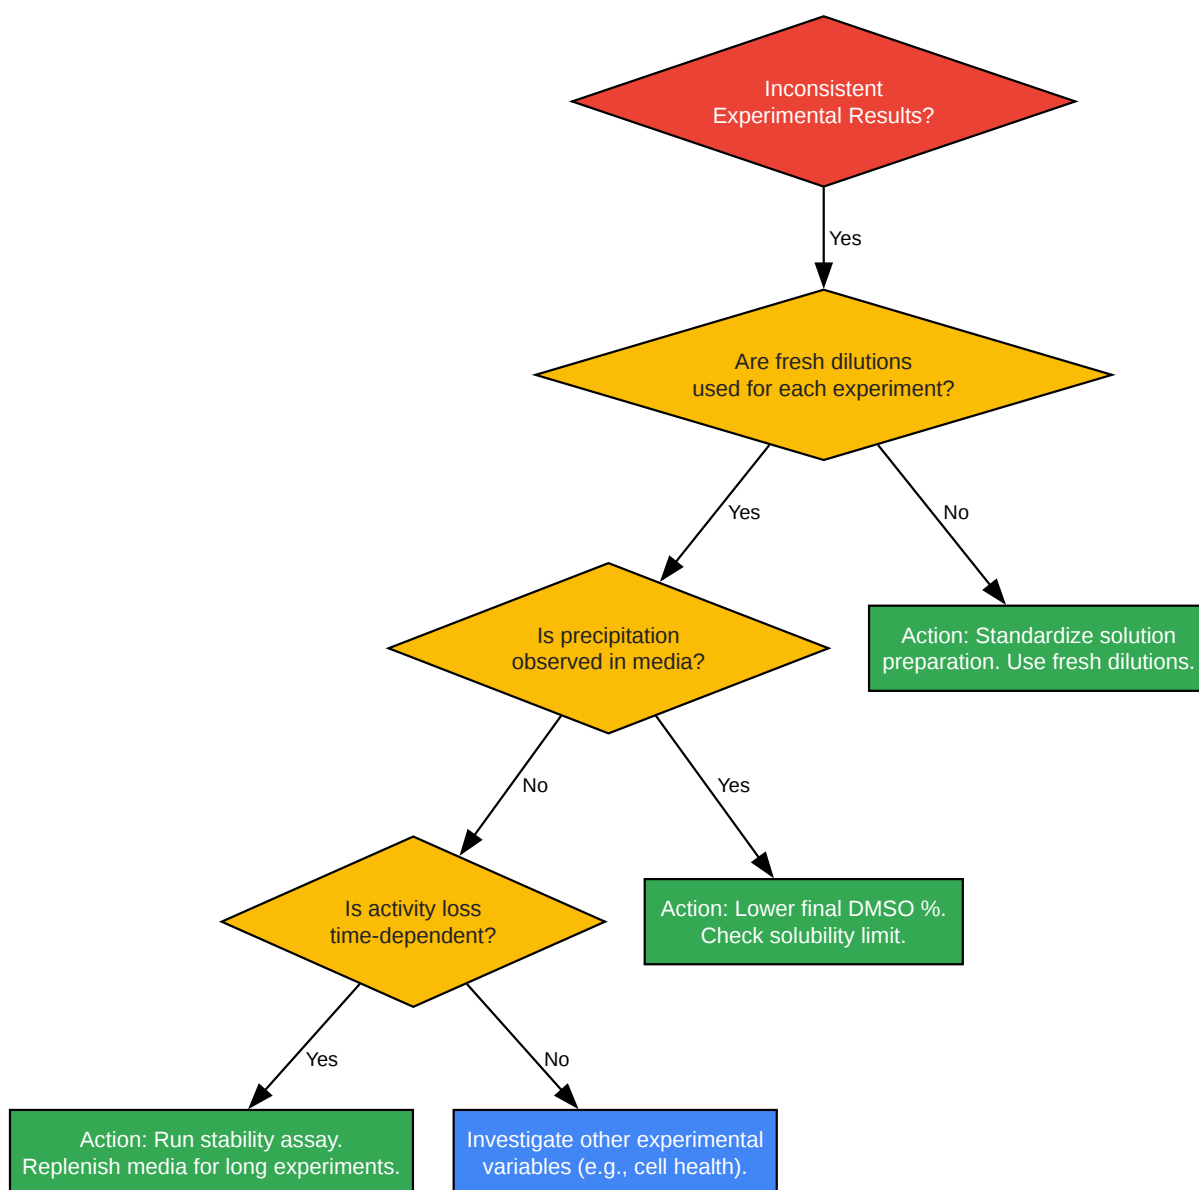 Inconsistent
Experimental Results?
Yes
Are fresh dilutions
used for each experiment?
Yes
No
Is precipitation
observed in media?
Action: Standardize solution
preparation. Use fresh dilutions.
No
Yes
Is activity loss
time-dependent?
Action: Lower final DMSO %.
Check solubility limit.
Yes
No
Action: Run stability assay.
Replenish media for long experiments.
Investigate other experimental
variables (e.g., cell health).